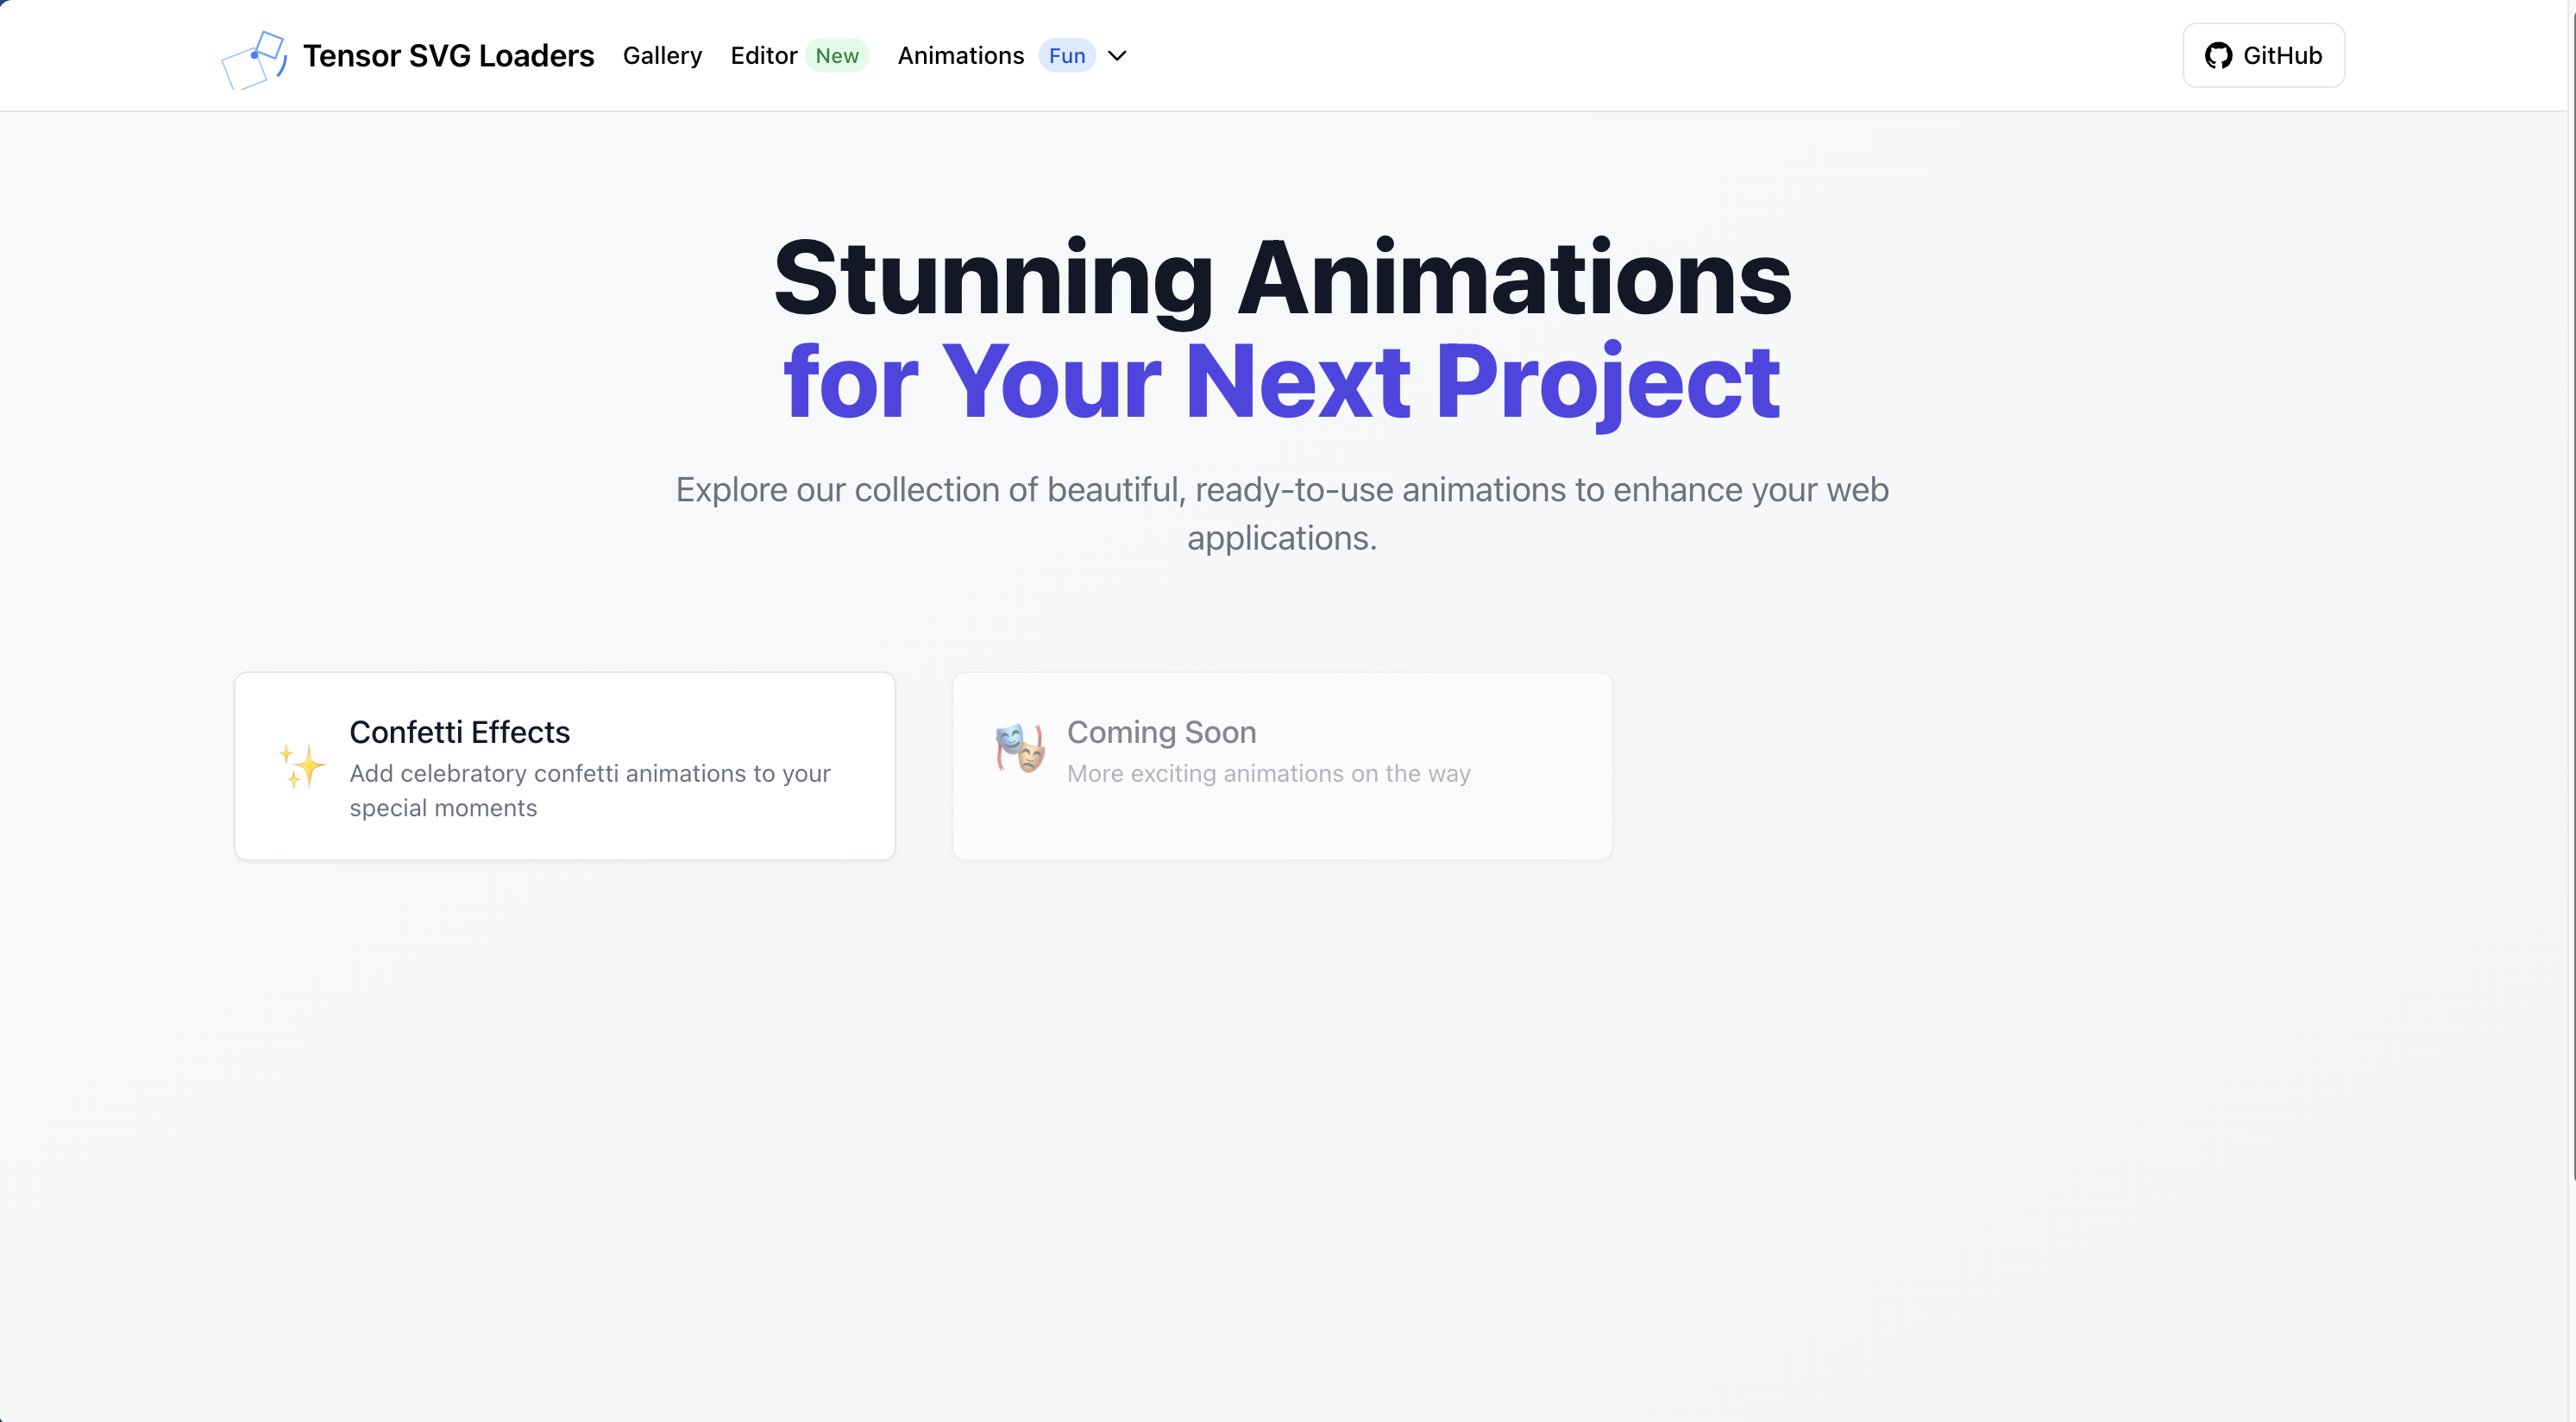 Tensor SVG Loaders Gallery Editor New Animations Fun GitHub
Stunning Animations
for Your Next Project
Explore our collection of beautiful, ready-to-use animations to enhance your web
applications.
Confetti Effects
Add celebratory confetti animations to your
special moments
Coming Soon
More exciting animations on the way